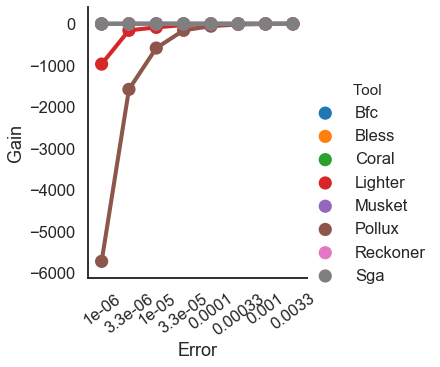 0
−1000
−2000
−3000
−4000
−5000
−6000
Gain
1e-06
3.3e-06
1e-05
3.3e-05
0.0001
0.00033
0.001
0.0033
Error
Tool
Bfc
Bless
Coral
Lighter
Musket
Pollux
Reckoner
Sga